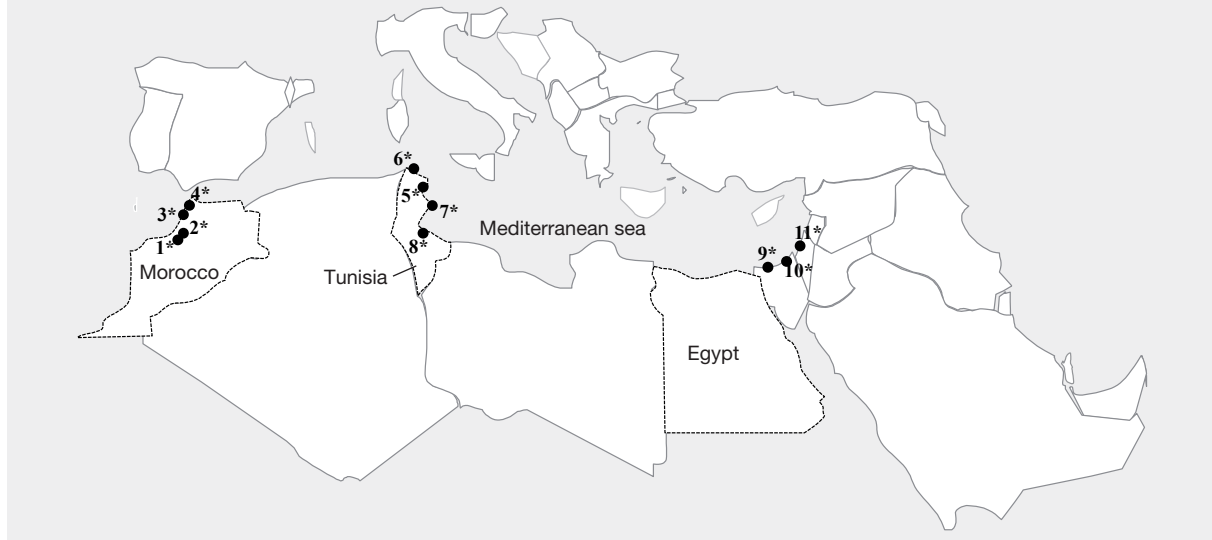 6*
4*
5*
3*
7*
2*
Mediterranean sea
11*
1*
8*
9*
10*
Morocco
Tunisia
Egypt